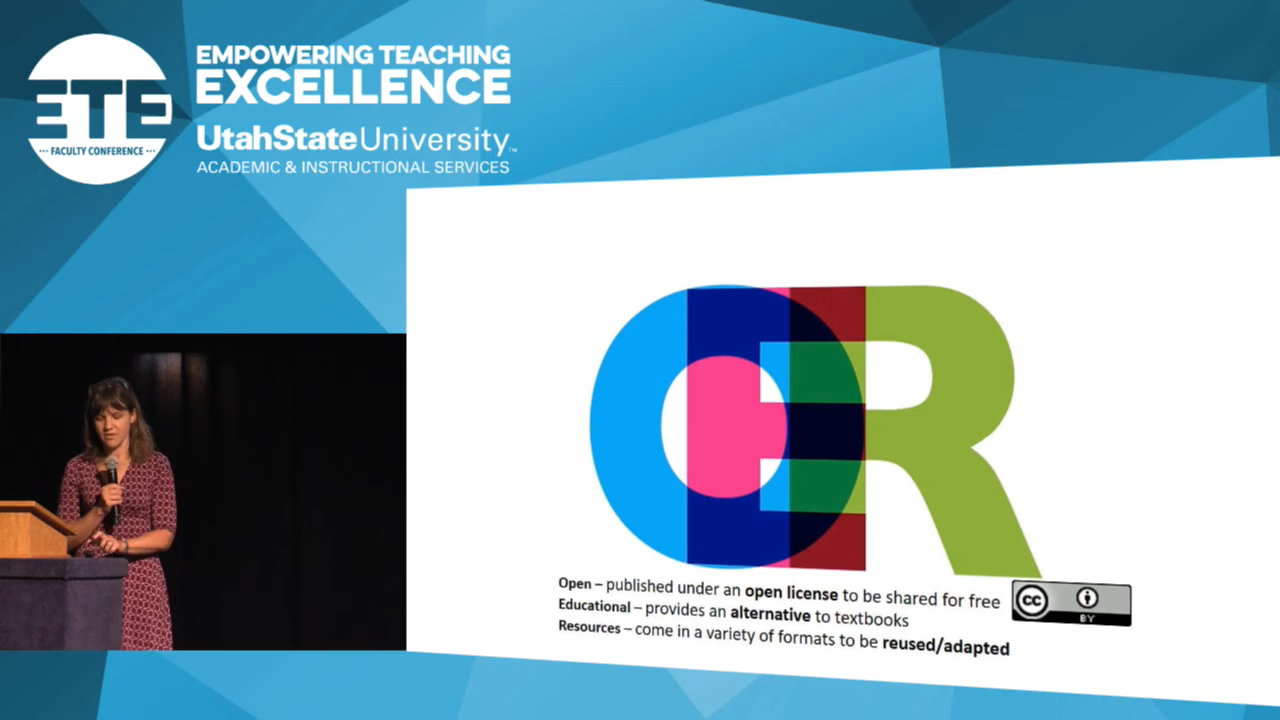 ETE
••• FACULTY CONFERENCE •••
EMPOWERING TEACHING
EXCELLENCE
UtahStateUniversity™
ACADEMIC & INSTRUCTIONAL SERVICES
OER
Open – published under an open license to be shared for free
Educational – provides an alternative to textbooks
Resources – come in a variety of formats to be reused/adapted
cc
BY